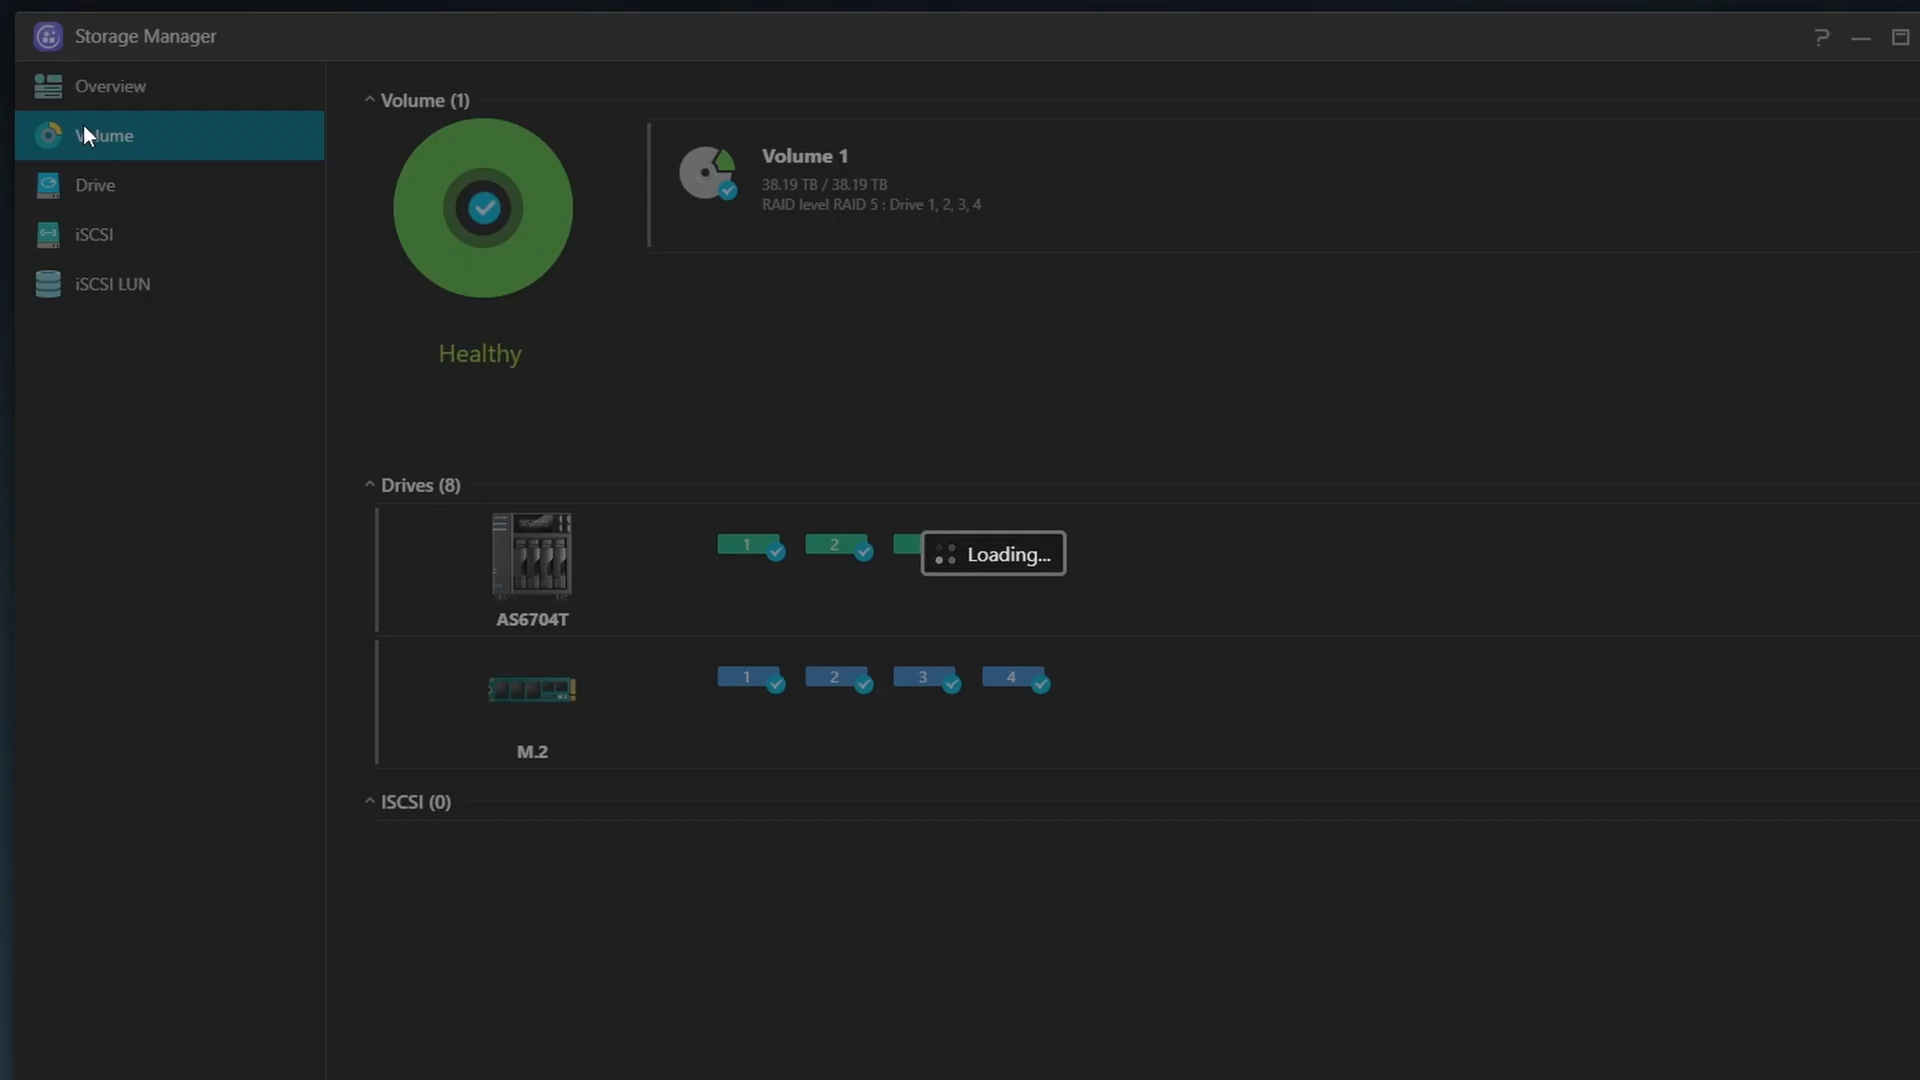 Storage Manager
Overview
Volume
Drive
iSCSI
iSCSI LUN
Volume (1)
Volume 1
38.19 TB / 38.19 TB
RAID level RAID 5 : Drive 1, 2, 3, 4
Healthy
Drives (8)
1 2
Loading...
AS6704T
1 2 3 4
M.2
ISCSI (0)